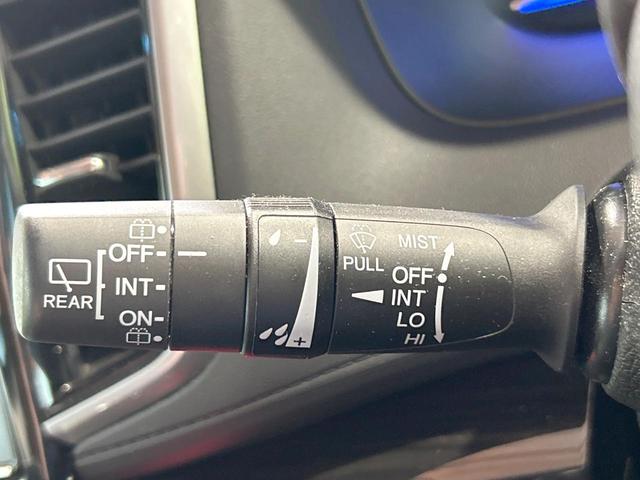 REAR
OFF
INT
ON
-
+
PULL
MIST
OFF
INT
LO
HI